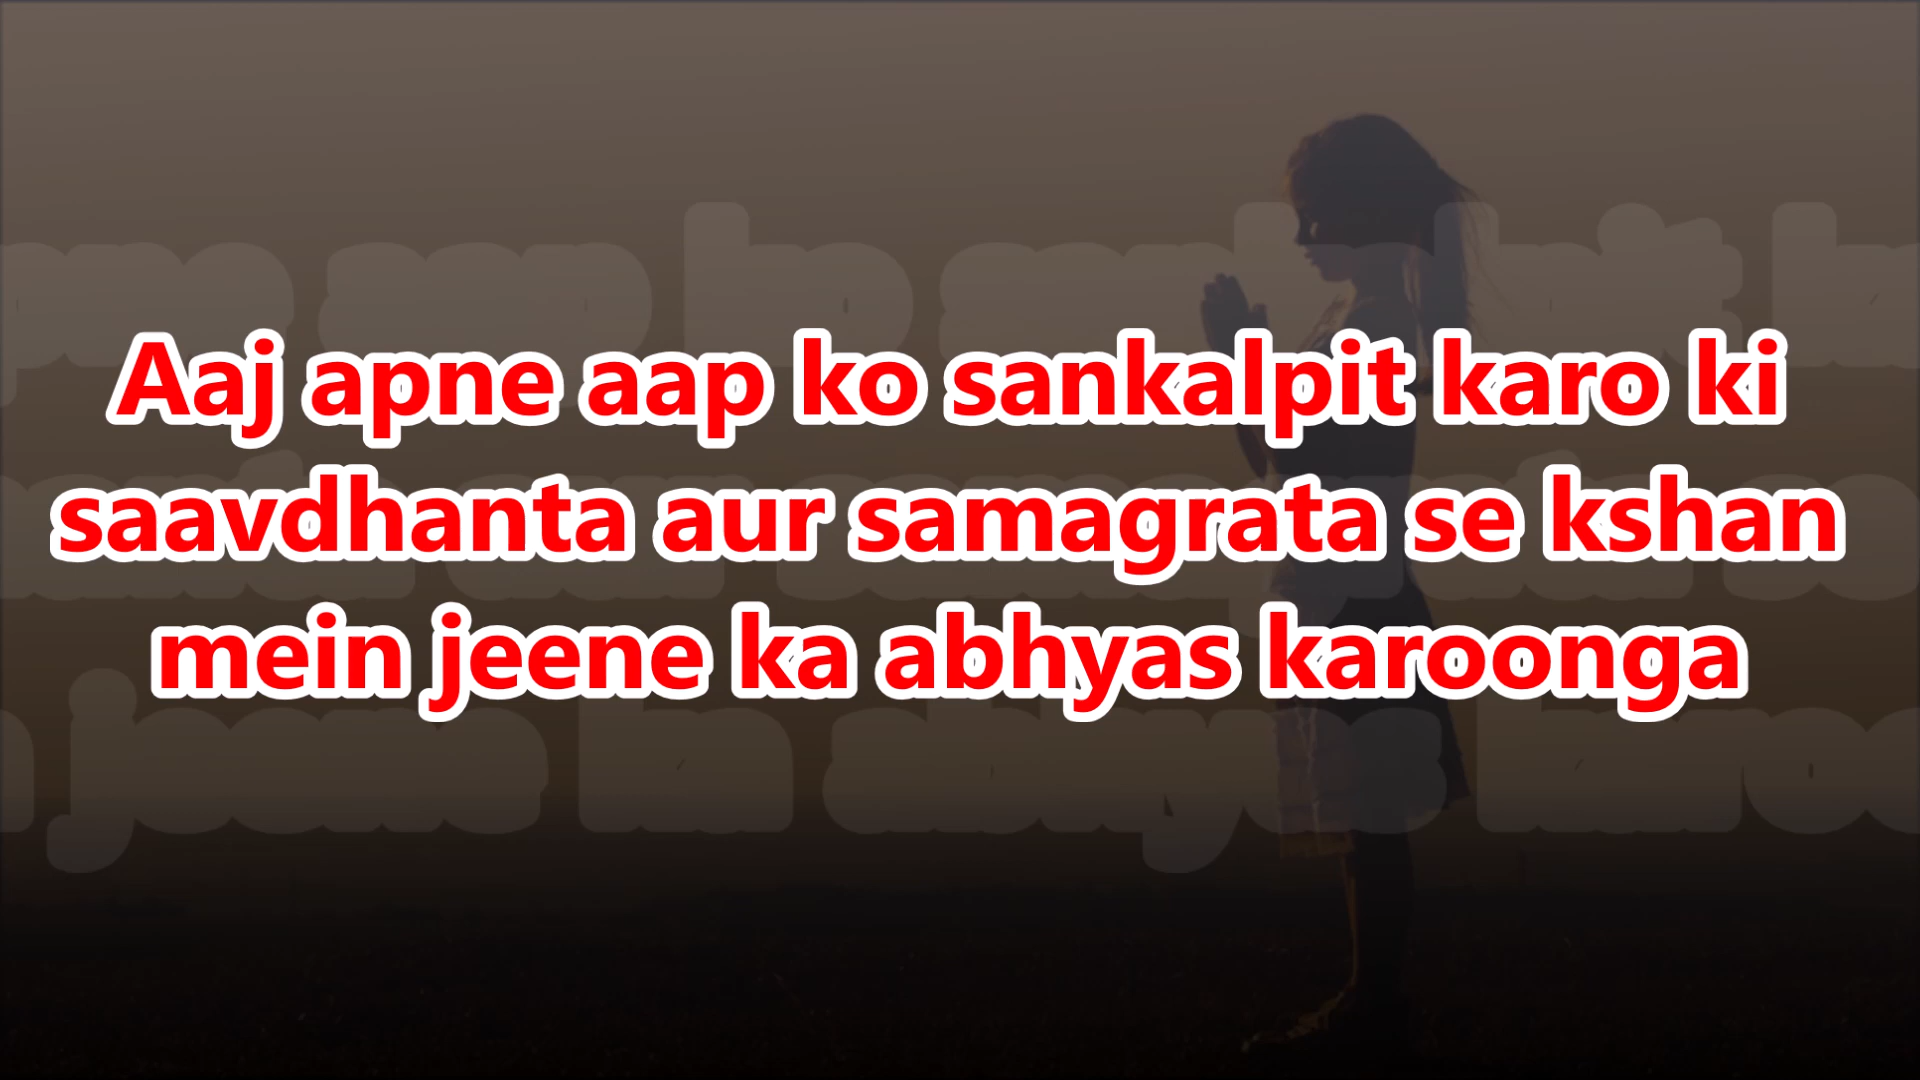 Aaj apne aap ko sankalpit karo ki
saavdhanta aur samagrata se kshan
mein jeene ka abhyas karoonga